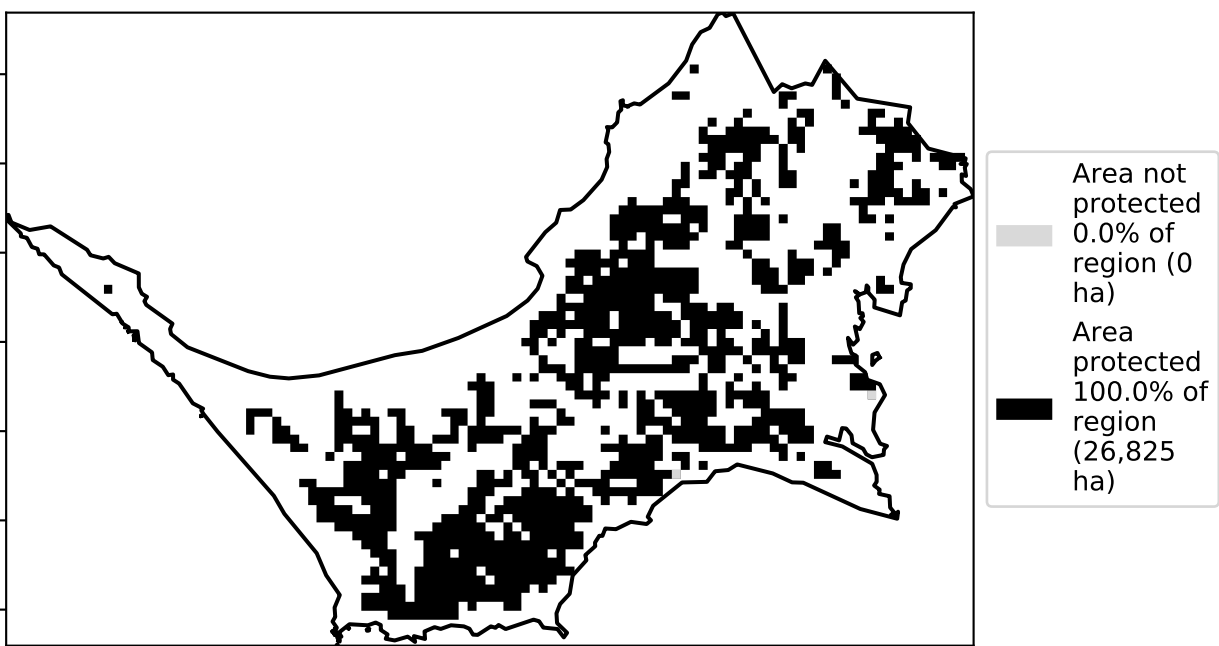 Area not
protected
0.0% of
region (0
ha)
Area
protected
100.0% of
region
(26,825
ha)